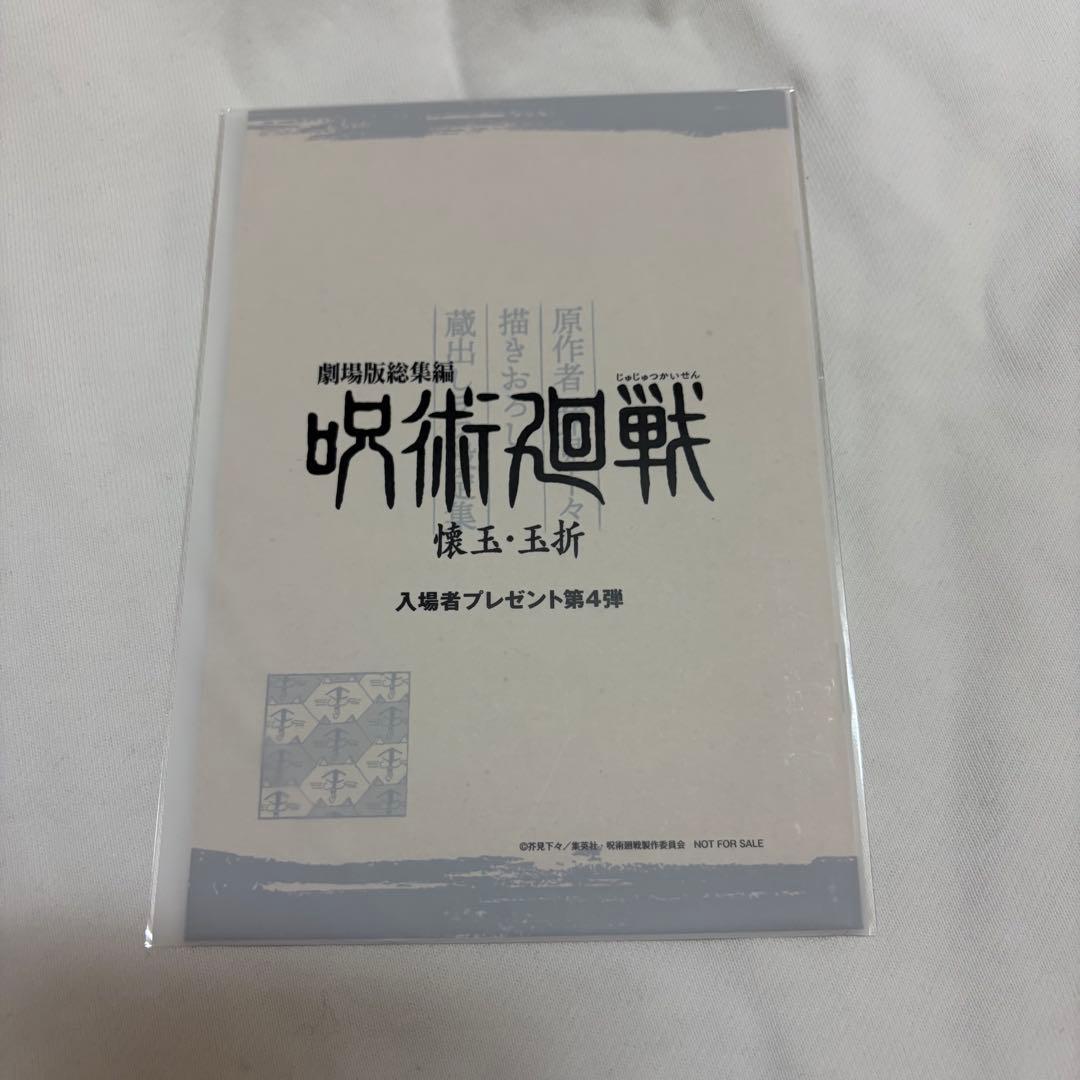 劇場版総集編
じゅじゅつかいせん
呪術廻戦
懐玉・玉折
入場者プレゼント第4弾
原作者
描きおろし
蔵出し
©芥見下々／集英社・呪術廻戦製作委員会 NOT FOR SALE